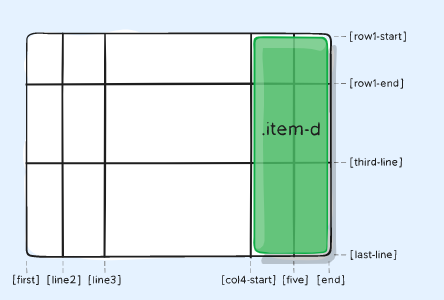 [row1-start]
[row1-end]
.item-d
[third-line]
[last-line]
[first] [line2] [line3] [col4-start] [five] [end]